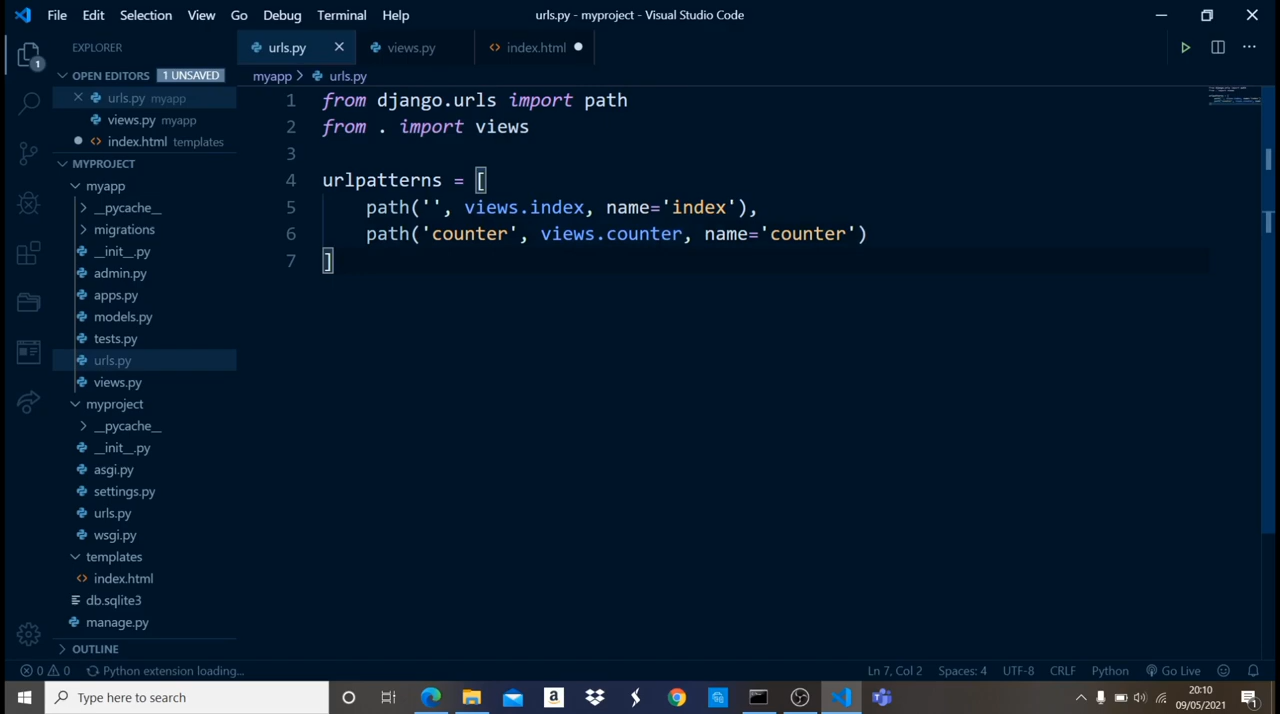 File Edit Selection View Go Debug Terminal Help urls.py - myproject - Visual Studio Code
EXPLORER
OPEN EDITORS 1 UNSAVED
urls.py myapp
views.py myapp
index.html templates
MYPROJECT
myapp
__pycache__
migrations
__init__.py
admin.py
apps.py
models.py
tests.py
urls.py
views.py
myproject
__pycache__
__init__.py
asgi.py
settings.py
urls.py
wsgi.py
templates
index.html
db.sqlite3
manage.py
OUTLINE
urls.py views.py index.html
myapp > urls.py
1 from django.urls import path
2 from . import views
3
4 urlpatterns = [
5 path('', views.index, name='index'),
6 path('counter', views.counter, name='counter')
7 ]
0 0 Python extension loading... Ln 7, Col 2 Spaces: 4 UTF-8 CRLF Python Go Live
Type here to search
20:10
09/05/2021
1
1